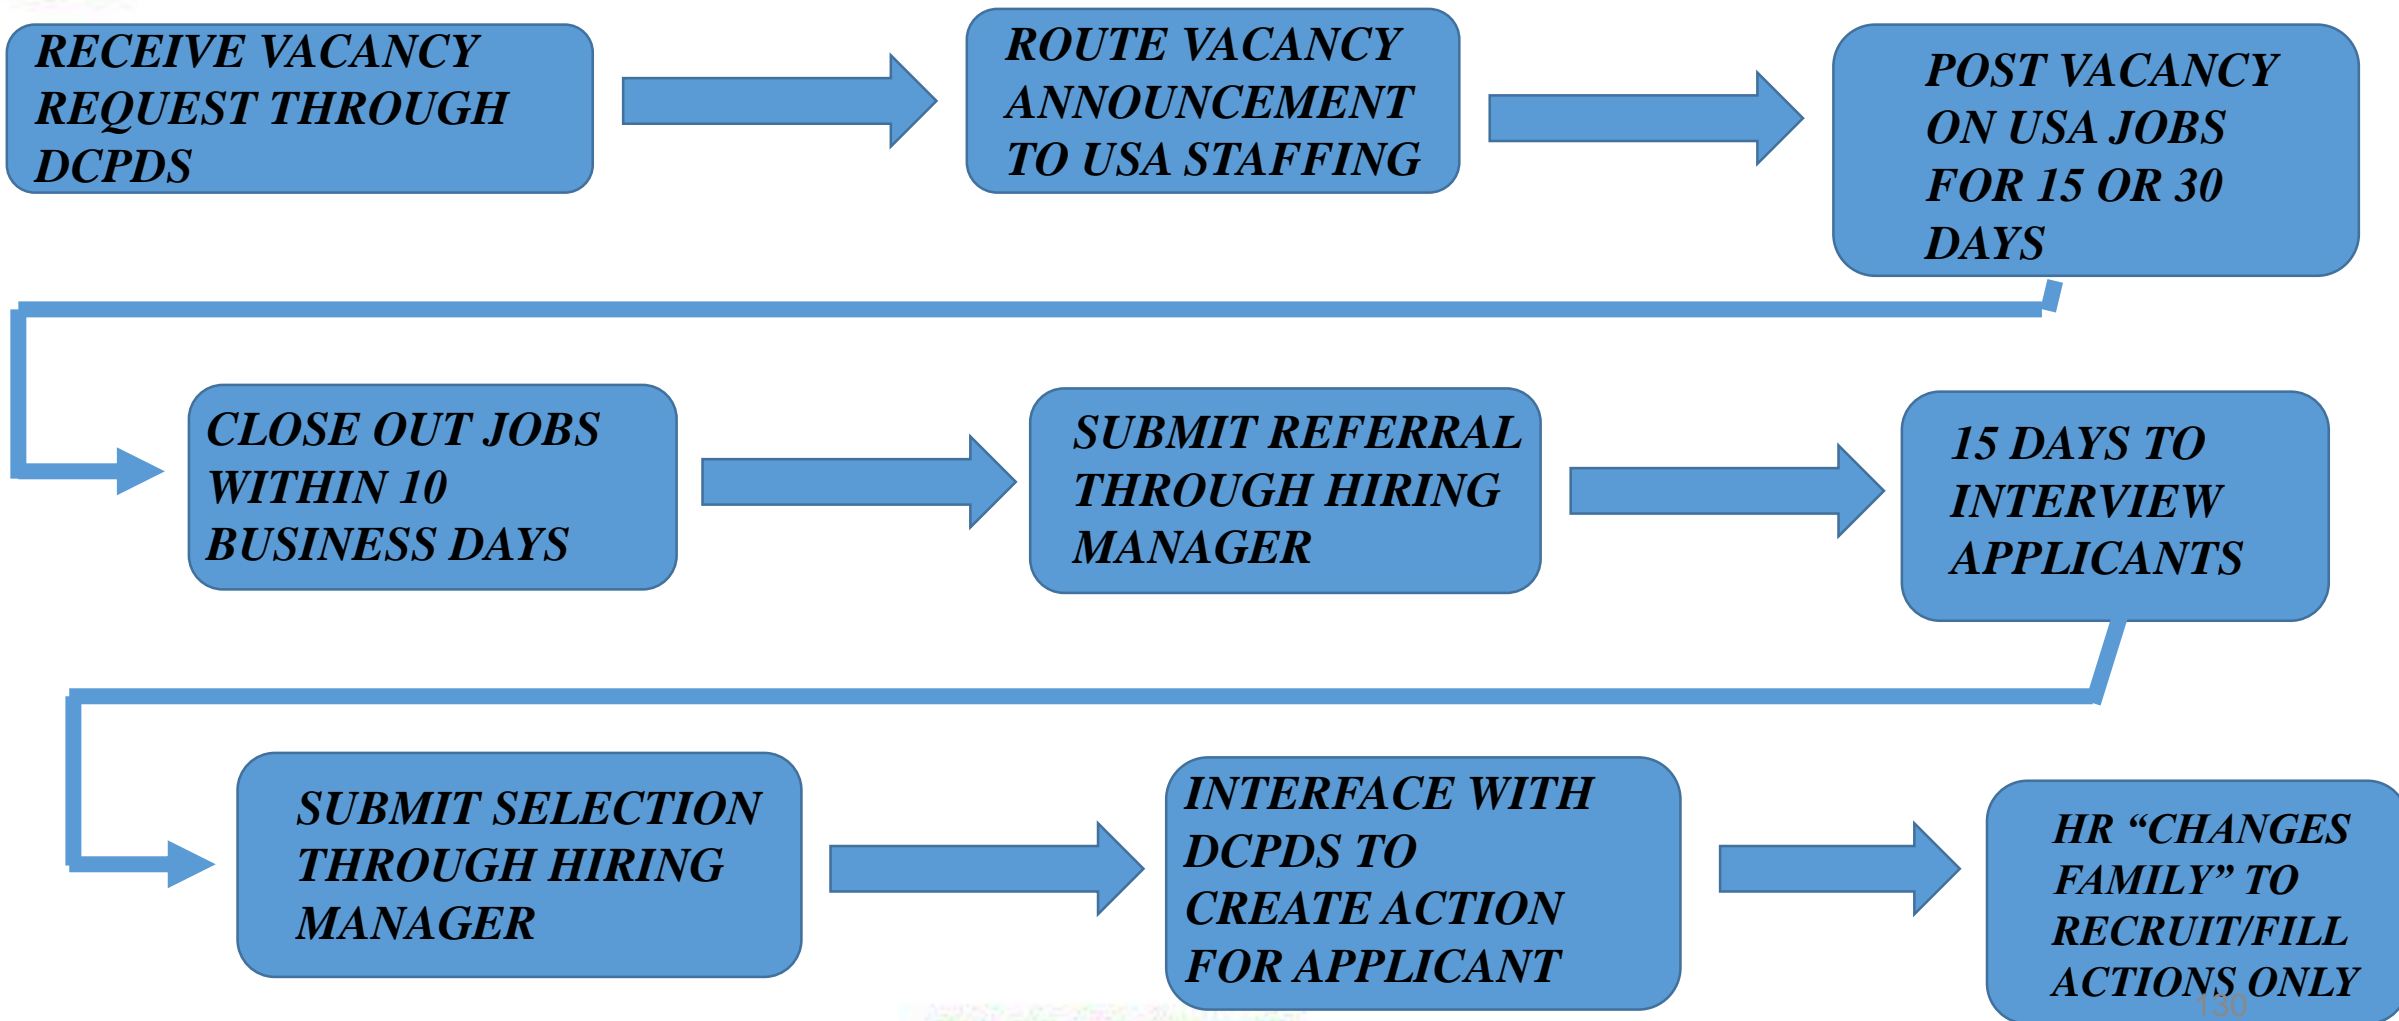 RECEIVE VACANCY
REQUEST THROUGH
DCPDS
ROUTE VACANCY
ANNOUNCEMENT
TO USA STAFFING
POST VACANCY
ON USA JOBS
FOR 15 OR 30
DAYS
CLOSE OUT JOBS
WITHIN 10
BUSINESS DAYS
SUBMIT REFERRAL
THROUGH HIRING
MANAGER
15 DAYS TO
INTERVIEW
APPLICANTS
SUBMIT SELECTION
THROUGH HIRING
MANAGER
INTERFACE WITH
DCPDS TO
CREATE ACTION
FOR APPLICANT
HR “CHANGES
FAMILY” TO
RECRUIT/FILL
ACTIONS ONLY
130